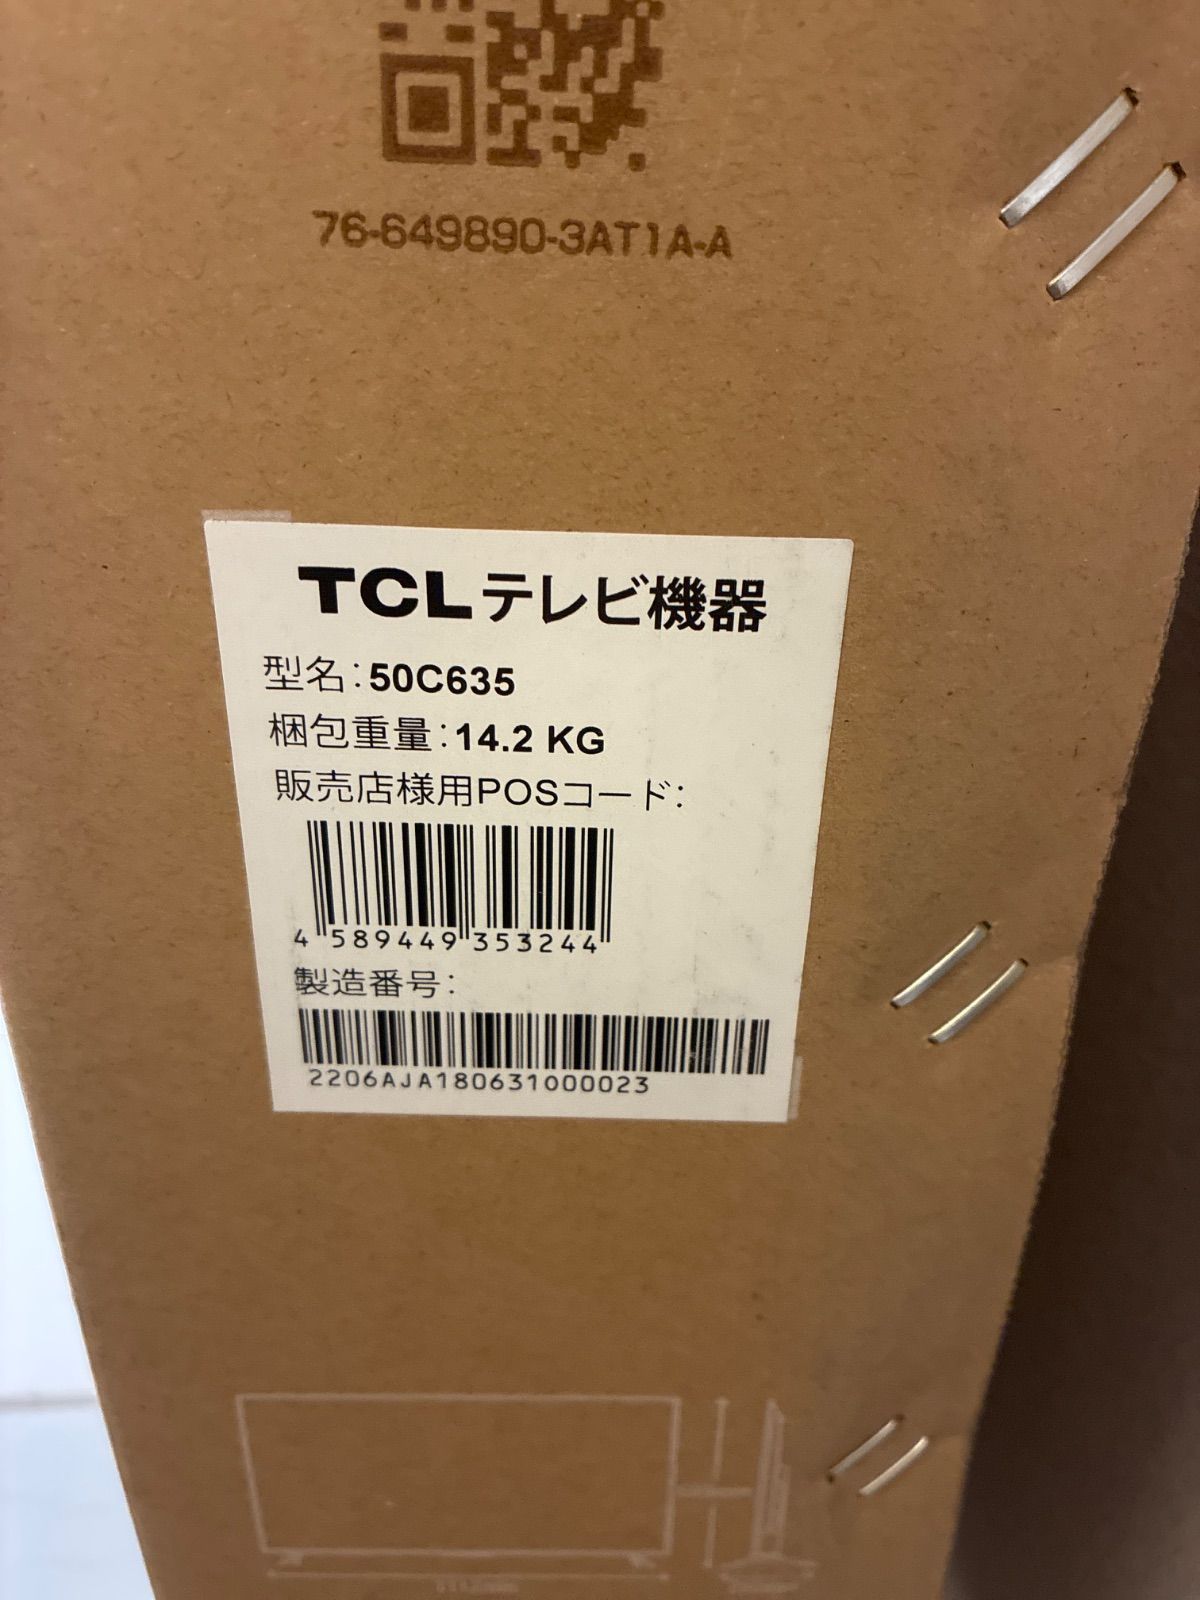 76-649890-3AT1A-A
TCLテレビ機器
型名:50C635
梱包重量:14.2 KG
販売店様用POSコード:
4 589449 353244
製造番号:
2206AJA180631000023